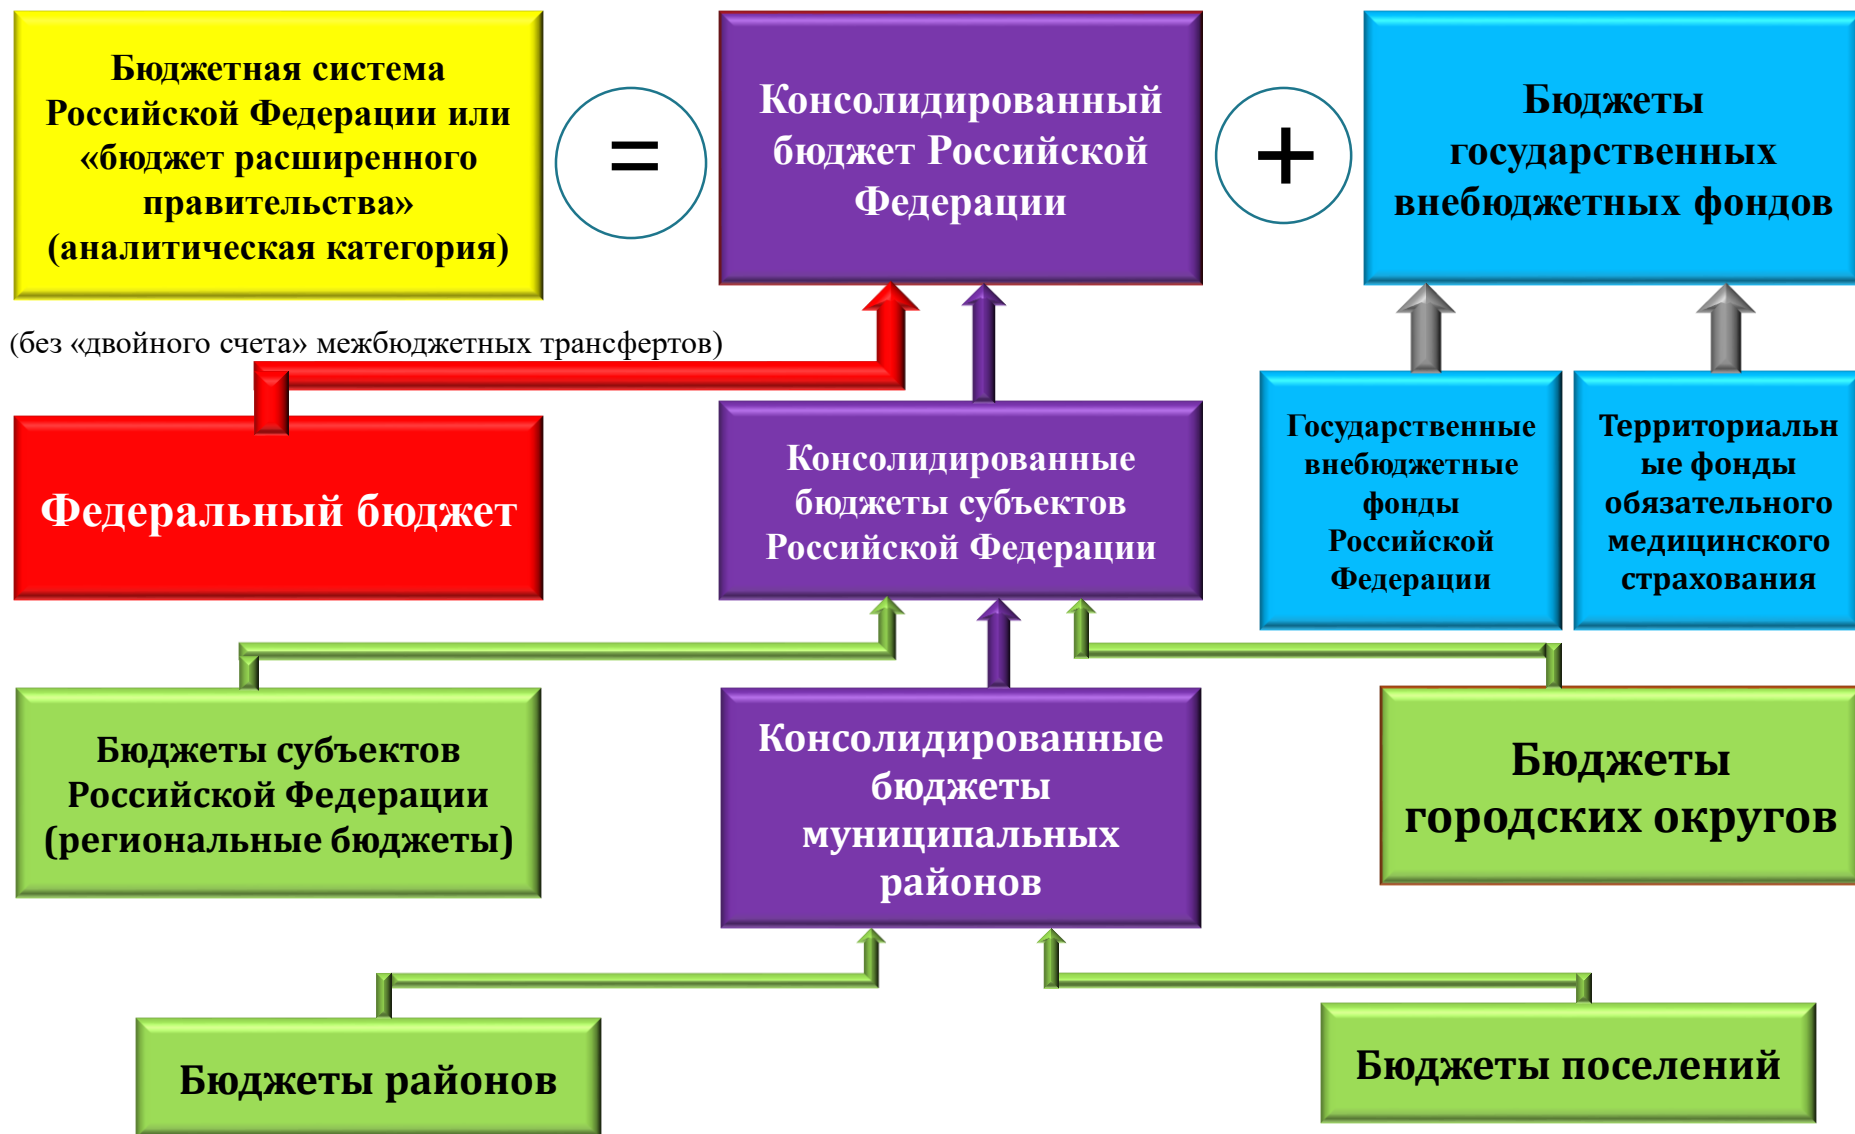 Бюджетная система
Российской Федерации или
«бюджет расширенного
правительства»
(аналитическая категория)
=
Консолидированный
бюджет Российской
Федерации
+
Бюджеты
государственных
внебюджетных фондов
(без «двойного счета» межбюджетных трансфертов)
Федеральный бюджет
Консолидированные
бюджеты субъектов
Российской Федерации
Государственные
внебюджетные
фонды
Российской
Федерации
Территориальн
ые фонды
обязательного
медицинского
страхования
Бюджеты субъектов
Российской Федерации
(региональные бюджеты)
Консолидированные
бюджеты
муниципальных
районов
Бюджеты
городских округов
Бюджеты районов
Бюджеты поселений